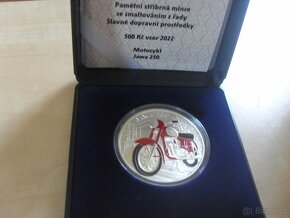 Pamětní stříbrná mince
se smaltováním z řady
Slavné dopravní prostředky
500 Kč vzor 2022
Motocykl
Jawa 250